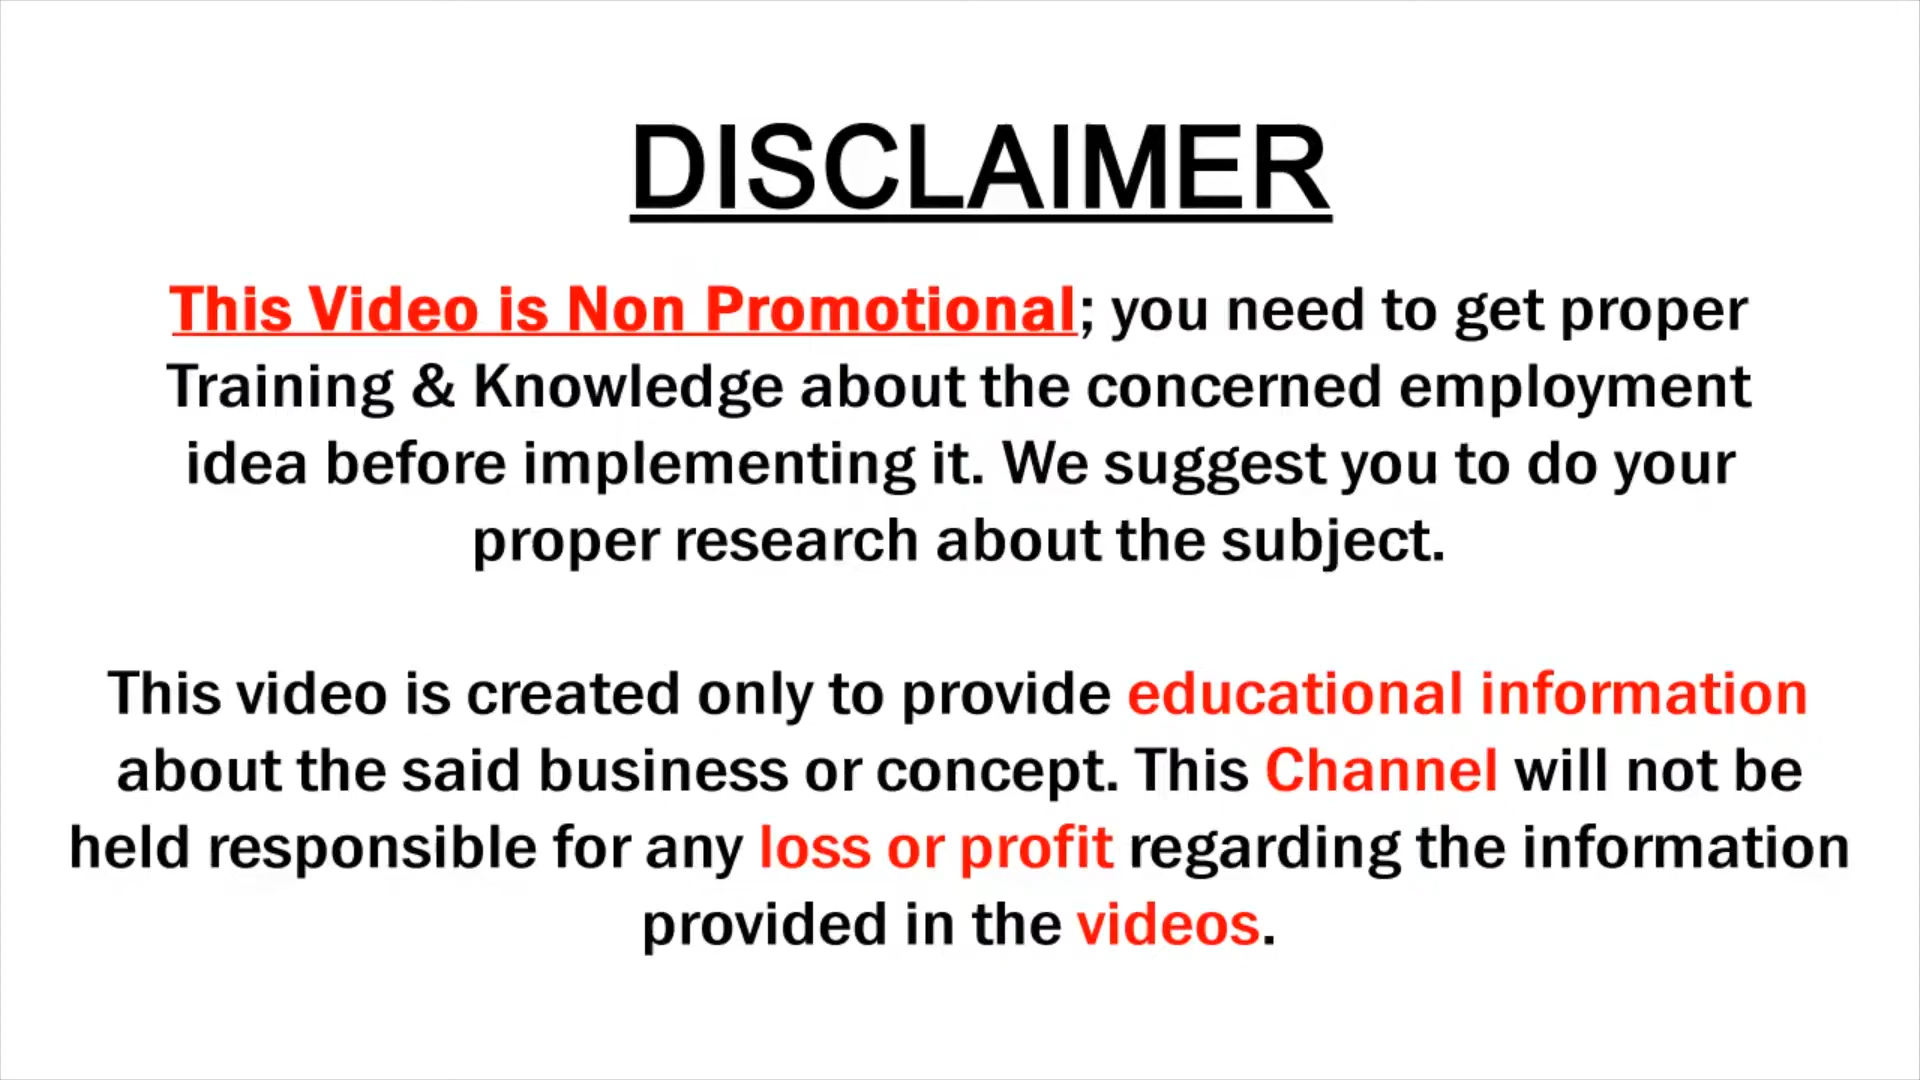 DISCLAIMER
This Video is Non Promotional; you need to get proper
Training & Knowledge about the concerned employment
idea before implementing it. We suggest you to do your
proper research about the subject.
This video is created only to provide educational information
about the said business or concept. This Channel will not be
held responsible for any loss or profit regarding the information
provided in the videos.